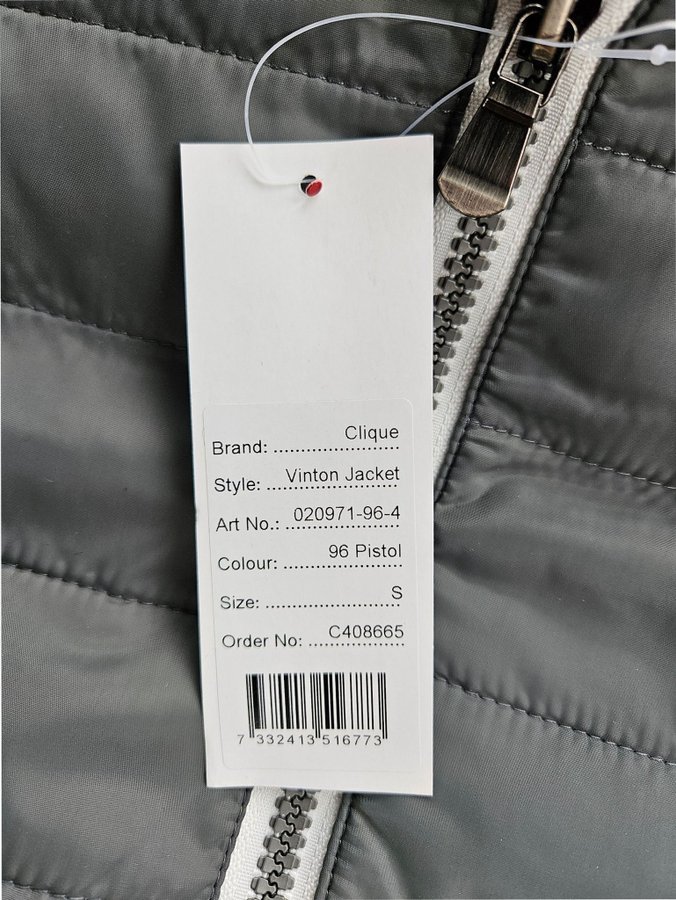 Brand: ........................ Clique
Style: ........................ Vinton Jacket
Art No.: ..................... 020971-96-4
Colour: ...................... 96 Pistol
Size: ......................... S
Order No: .................. C408665
7 332413 516773